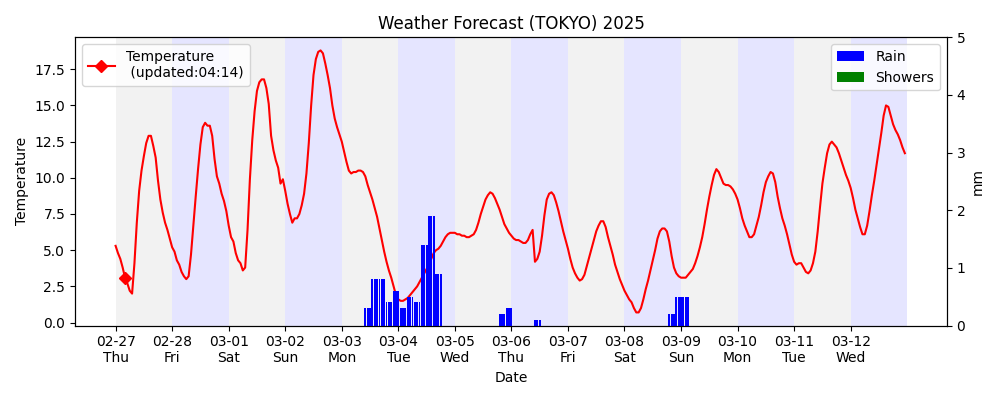 Weather Forecast (TOKYO) 2025
Temperature
(updated:04:14)
Rain
Showers
Temperature
17.5
15.0
12.5
10.0
7.5
5.0
2.5
0.0
5
4
3
2
1
0
mm
02-27 02-28 03-01 03-02 03-03 03-04 03-05 03-06 03-07 03-08 03-09 03-10 03-11 03-12
Thu Fri Sat Sun Mon Tue Wed Thu Fri Sat Sun Mon Tue Wed
Date